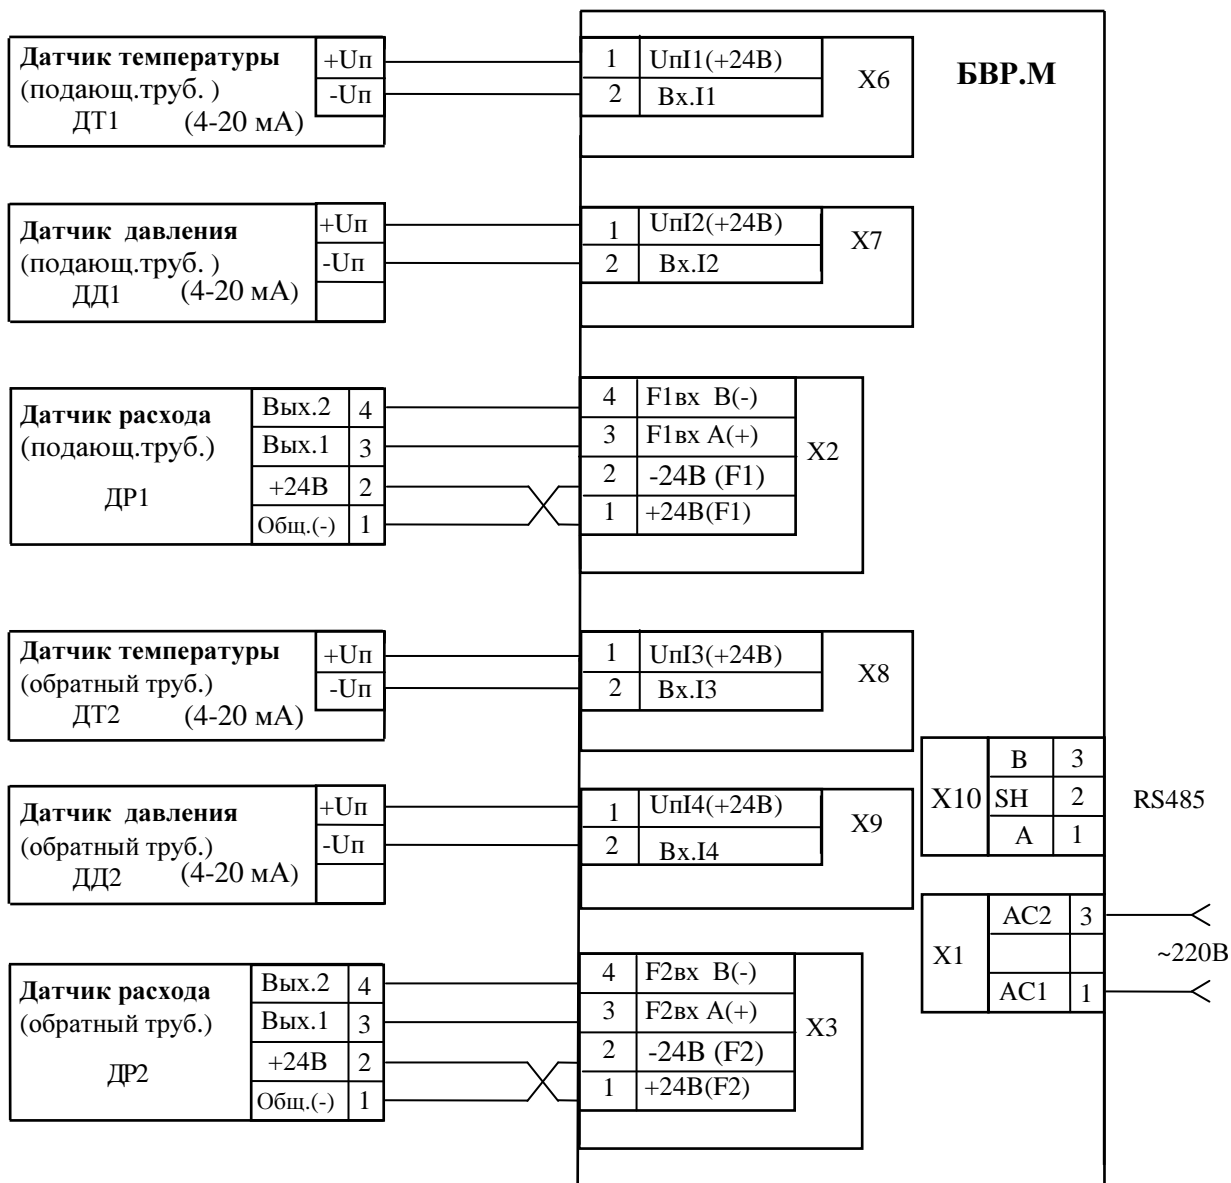 БВР.М
Датчик температуры
(подающ.труб. )
ДТ1 (4-20 мА)
+Uп
-Uп
1 UпI1(+24В)
2 Вх.I1
X6
Датчик давления
(подающ.труб. )
ДД1 (4-20 мА)
+Uп
-Uп
1 UпI2(+24В)
2 Вх.I2
X7
Датчик расхода
(подающ.труб.)
ДР1
Вых.2 4
Вых.1 3
+24В 2
Общ.(-) 1
4 F1вх В(-)
3 F1вх А(+)
2 -24В (F1)
1 +24В(F1)
X2
Датчик температуры
(обратный труб.)
ДТ2 (4-20 мА)
+Uп
-Uп
1 UпI3(+24В)
2 Вх.I3
X8
Датчик давления
(обратный труб.)
ДД2 (4-20 мА)
+Uп
-Uп
1 UпI4(+24В)
2 Вх.I4
X9
X10
B 3
SH 2
A 1
RS485
Датчик расхода
(обратный труб.)
ДР2
Вых.2 4
Вых.1 3
+24В 2
Общ.(-) 1
4 F2вх В(-)
3 F2вх А(+)
2 -24В (F2)
1 +24В(F2)
X3
X1
AC2 3
AC1 1
~220В